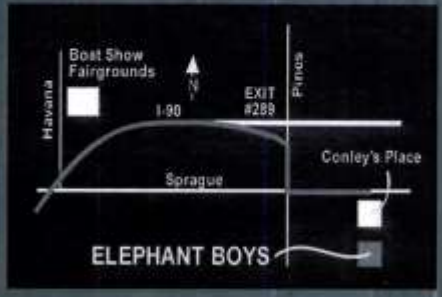 Boat Show
Fairgrounds
Havana
N
I-90
EXIT
#289
Pines
Conley's Place
Sprague
ELEPHANT BOYS